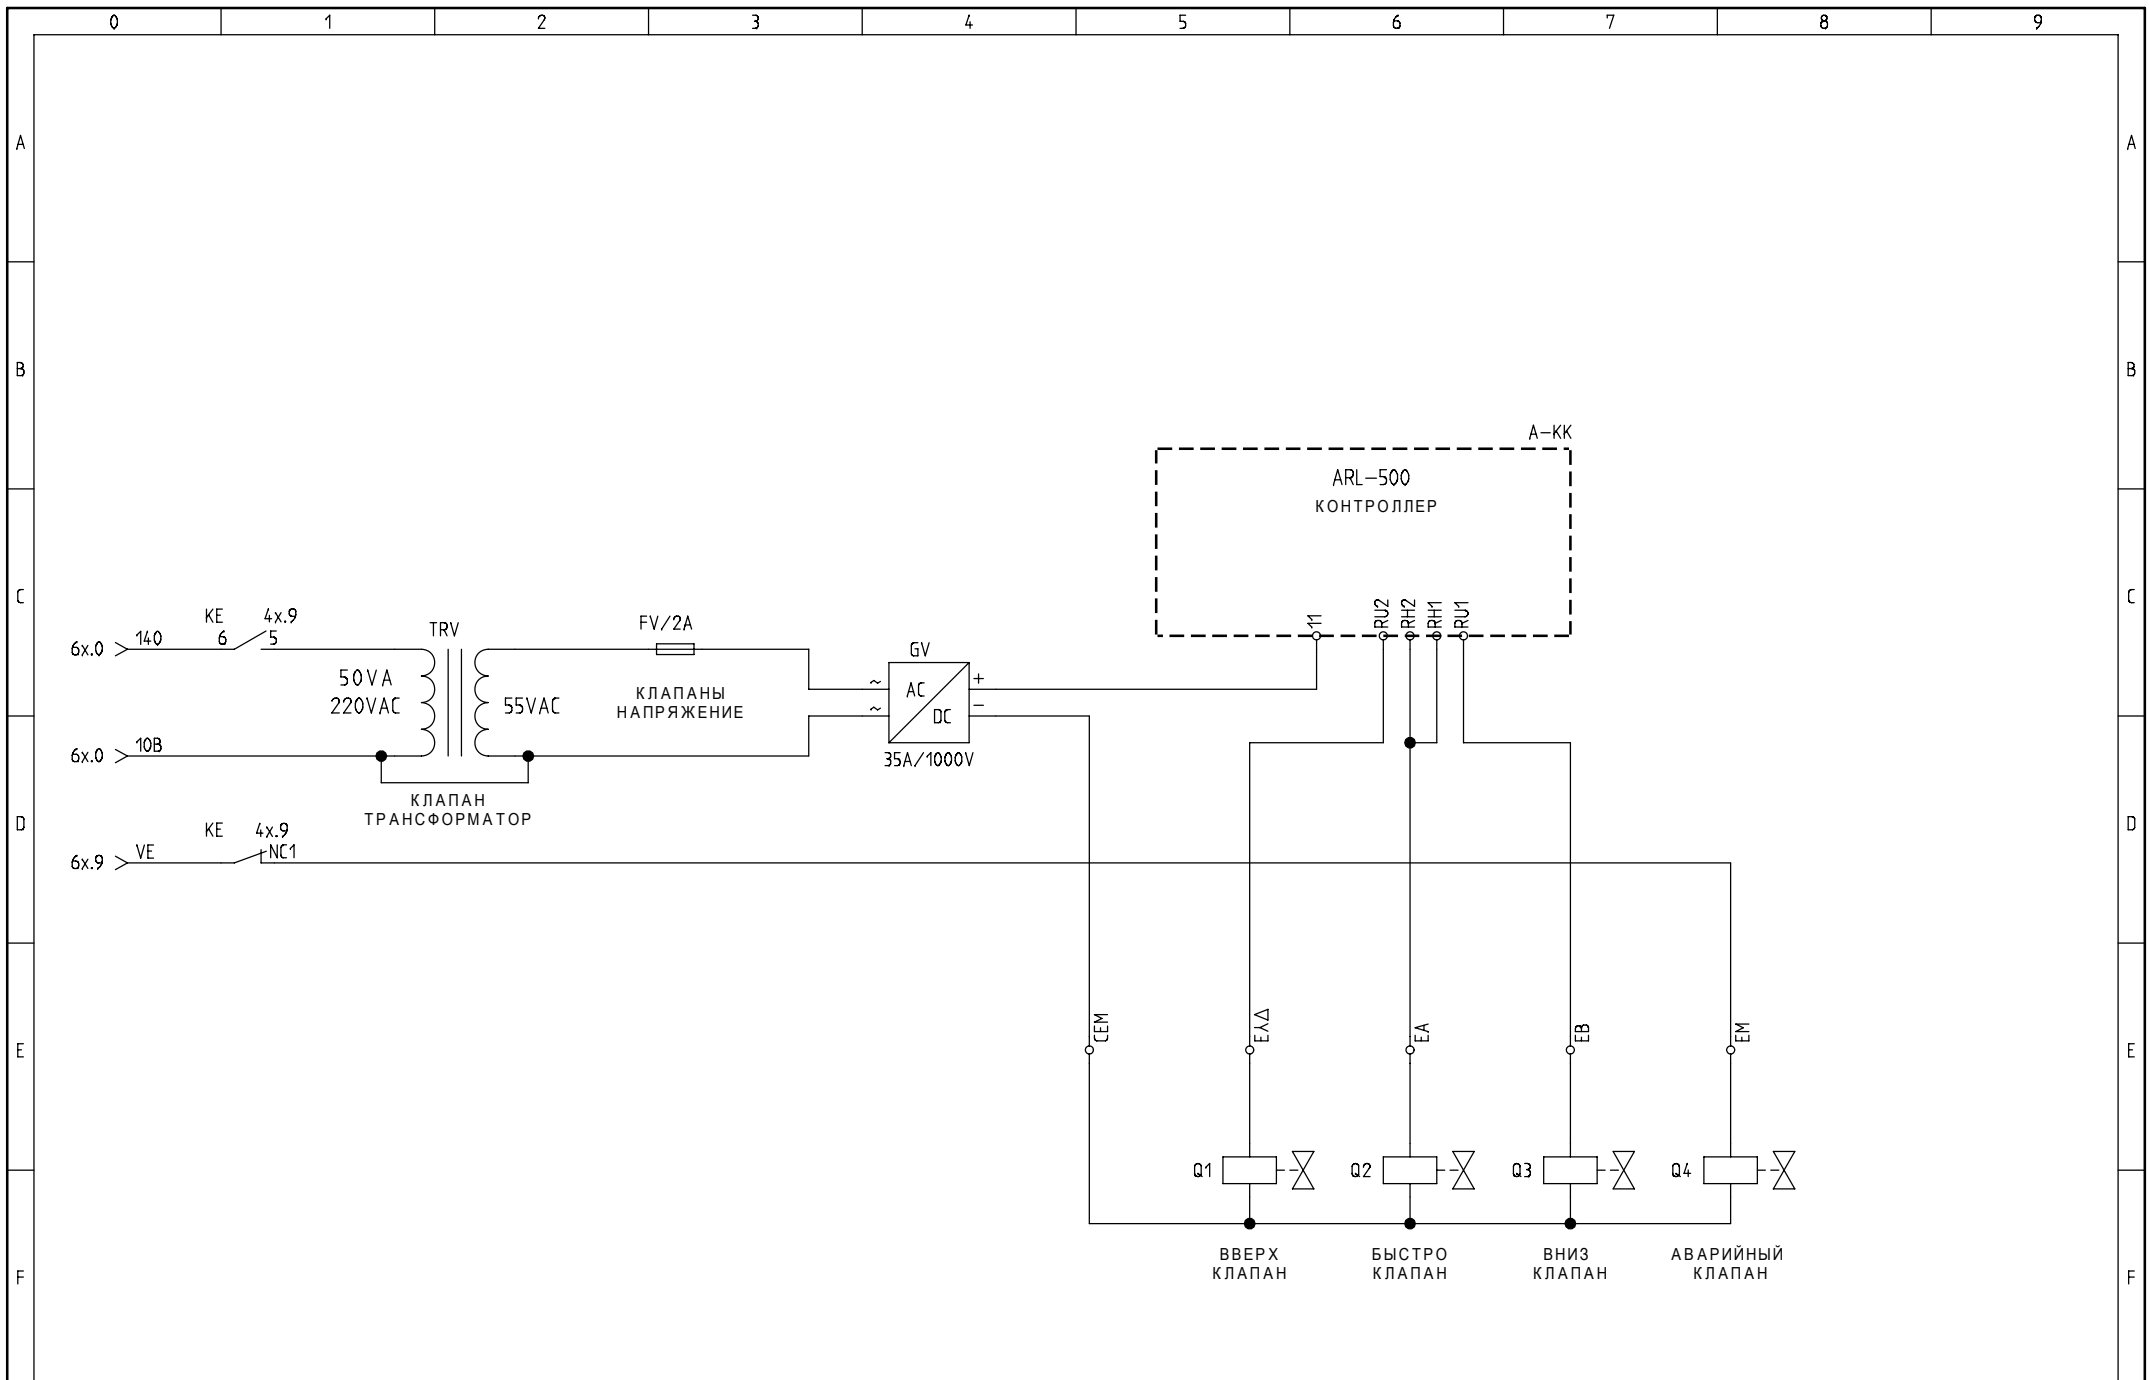 0 1 2 3 4 5 6 7 8 9
A A
B B
A-KK
ARL-500
КОНТРОЛЛЕР
C C
11 RU2 RH2 RH1 RU1
KE 4x.9
6x.0 140 6 5
TRV
FV/2A
GV
50VA
220VAC
55VAC
КЛАПАНЫ
НАПРЯЖЕНИЕ
~ AC +
~ DC -
35A/1000V
6x.0 10B
КЛАПАН
ТРАНСФОРМАТОР
D D
KE 4x.9
6x.9 VE NC1
E E
CEM EA EB EM
Q1 Q2 Q3 Q4
ВВЕРХ
КЛАПАН
БЫСТРО
КЛАПАН
ВНИЗ
КЛАПАН
АВАРИЙНЫЙ
КЛАПАН
F F